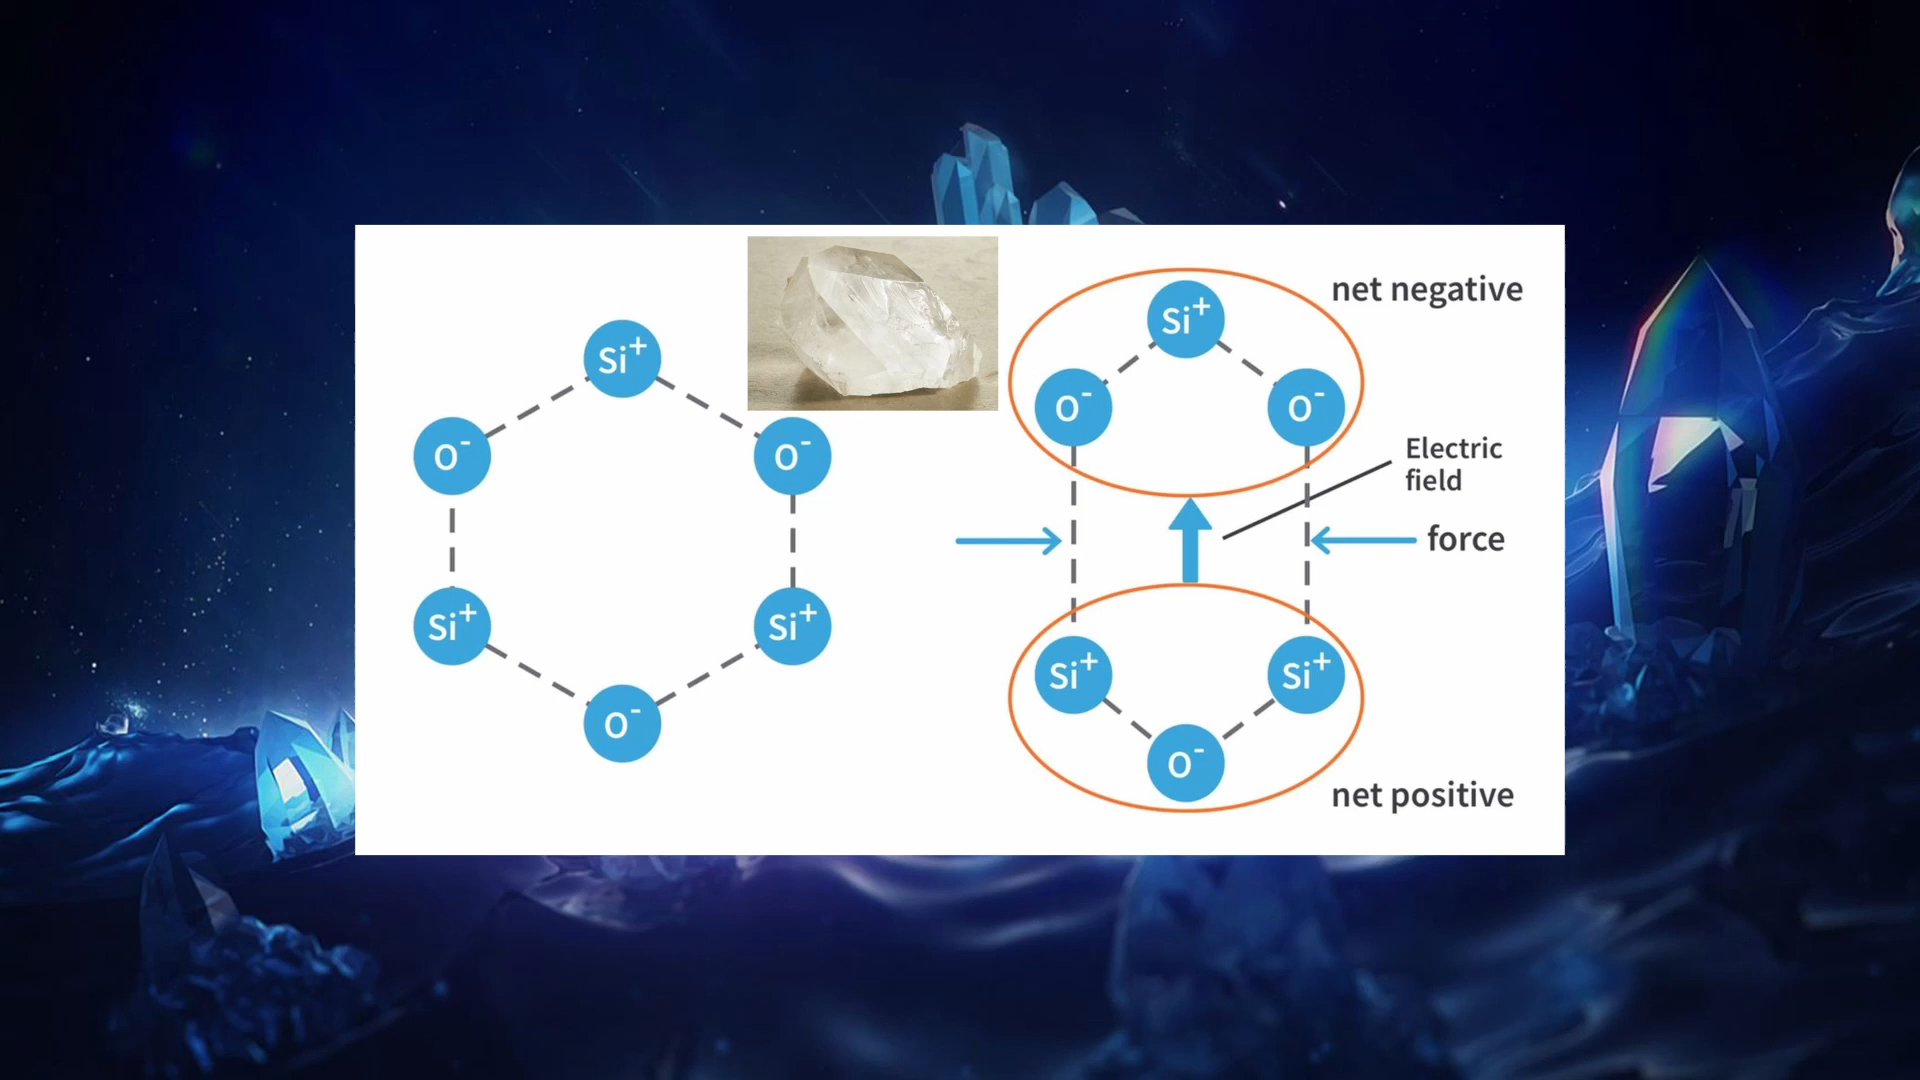 Si⁺
O⁻
O⁻
Si⁺
Si⁺
O⁻
net negative
Si⁺
O⁻
O⁻
Electric
field
force
Si⁺
Si⁺
O⁻
net positive